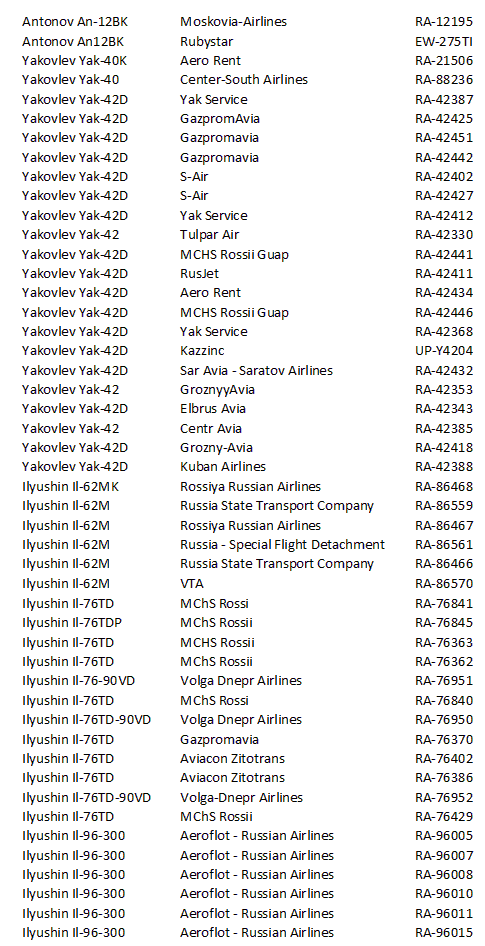 Antonov An-12BK Moskovia-Airlines RA-12195
Antonov An12BK Rubystar EW-275TI
Yakovlev Yak-40K Aero Rent RA-21506
Yakovlev Yak-40 Center-South Airlines RA-88236
Yakovlev Yak-42D Yak Service RA-42387
Yakovlev Yak-42D GazpromAvia RA-42425
Yakovlev Yak-42D Gazpromavia RA-42451
Yakovlev Yak-42D Gazpromavia RA-42442
Yakovlev Yak-42D S-Air RA-42402
Yakovlev Yak-42D S-Air RA-42427
Yakovlev Yak-42D Yak Service RA-42412
Yakovlev Yak-42 Tulpar Air RA-42330
Yakovlev Yak-42D MCHS Rossii Guap RA-42441
Yakovlev Yak-42D RusJet RA-42411
Yakovlev Yak-42D Aero Rent RA-42434
Yakovlev Yak-42D MCHS Rossii Guap RA-42446
Yakovlev Yak-42D Yak Service RA-42368
Yakovlev Yak-42D Kazzinc UP-Y4204
Yakovlev Yak-42D Sar Avia - Saratov Airlines RA-42432
Yakovlev Yak-42 GroznyyAvia RA-42353
Yakovlev Yak-42D Elbrus Avia RA-42343
Yakovlev Yak-42 Centr Avia RA-42385
Yakovlev Yak-42D Grozny-Avia RA-42418
Yakovlev Yak-42D Kuban Airlines RA-42388
Ilyushin Il-62MK Rossiya Russian Airlines RA-86468
Ilyushin Il-62M Russia State Transport Company RA-86559
Ilyushin Il-62M Rossiya Russian Airlines RA-86467
Ilyushin Il-62M Russia - Special Flight Detachment RA-86561
Ilyushin Il-62M Russia State Transport Company RA-86466
Ilyushin Il-62M VTA RA-86570
Ilyushin Il-76TD MChS Rossi RA-76841
Ilyushin Il-76TDP MChS Rossii RA-76845
Ilyushin Il-76TD MCHS Rossii RA-76363
Ilyushin Il-76TD MChS Rossii RA-76362
Ilyushin Il-76-90VD Volga Dnepr Airlines RA-76951
Ilyushin Il-76TD MChS Rossi RA-76840
Ilyushin Il-76TD-90VD Volga Dnepr Airlines RA-76950
Ilyushin Il-76TD Gazpromavia RA-76370
Ilyushin Il-76TD Aviacon Zitotrans RA-76402
Ilyushin Il-76TD Aviacon Zitotrans RA-76386
Ilyushin Il-76TD-90VD Volga-Dnepr Airlines RA-76952
Ilyushin Il-76TD MChS Rossii RA-76429
Ilyushin Il-96-300 Aeroflot - Russian Airlines RA-96005
Ilyushin Il-96-300 Aeroflot - Russian Airlines RA-96007
Ilyushin Il-96-300 Aeroflot - Russian Airlines RA-96008
Ilyushin Il-96-300 Aeroflot - Russian Airlines RA-96010
Ilyushin Il-96-300 Aeroflot - Russian Airlines RA-96011
Ilyushin Il-96-300 Aeroflot - Russian Airlines RA-96015